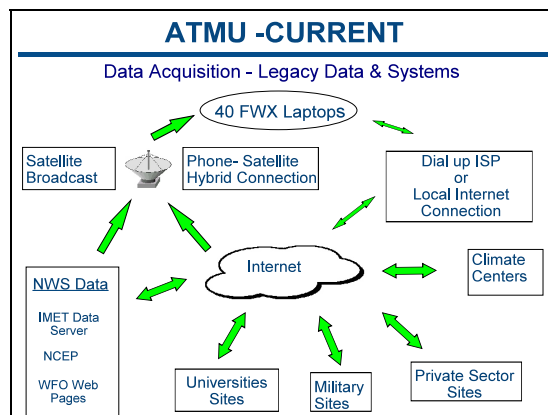 ATMU -CURRENT
Data Acquisition - Legacy Data & Systems
40 FWX Laptops
Satellite
Broadcast
Phone- Satellite
Hybrid Connection
Dial up ISP
or
Local Internet
Connection
NWS Data
IMET Data
Server
NCEP
WFO Web
Pages
Internet
Climate
Centers
Universities
Sites
Military
Sites
Private Sector
Sites